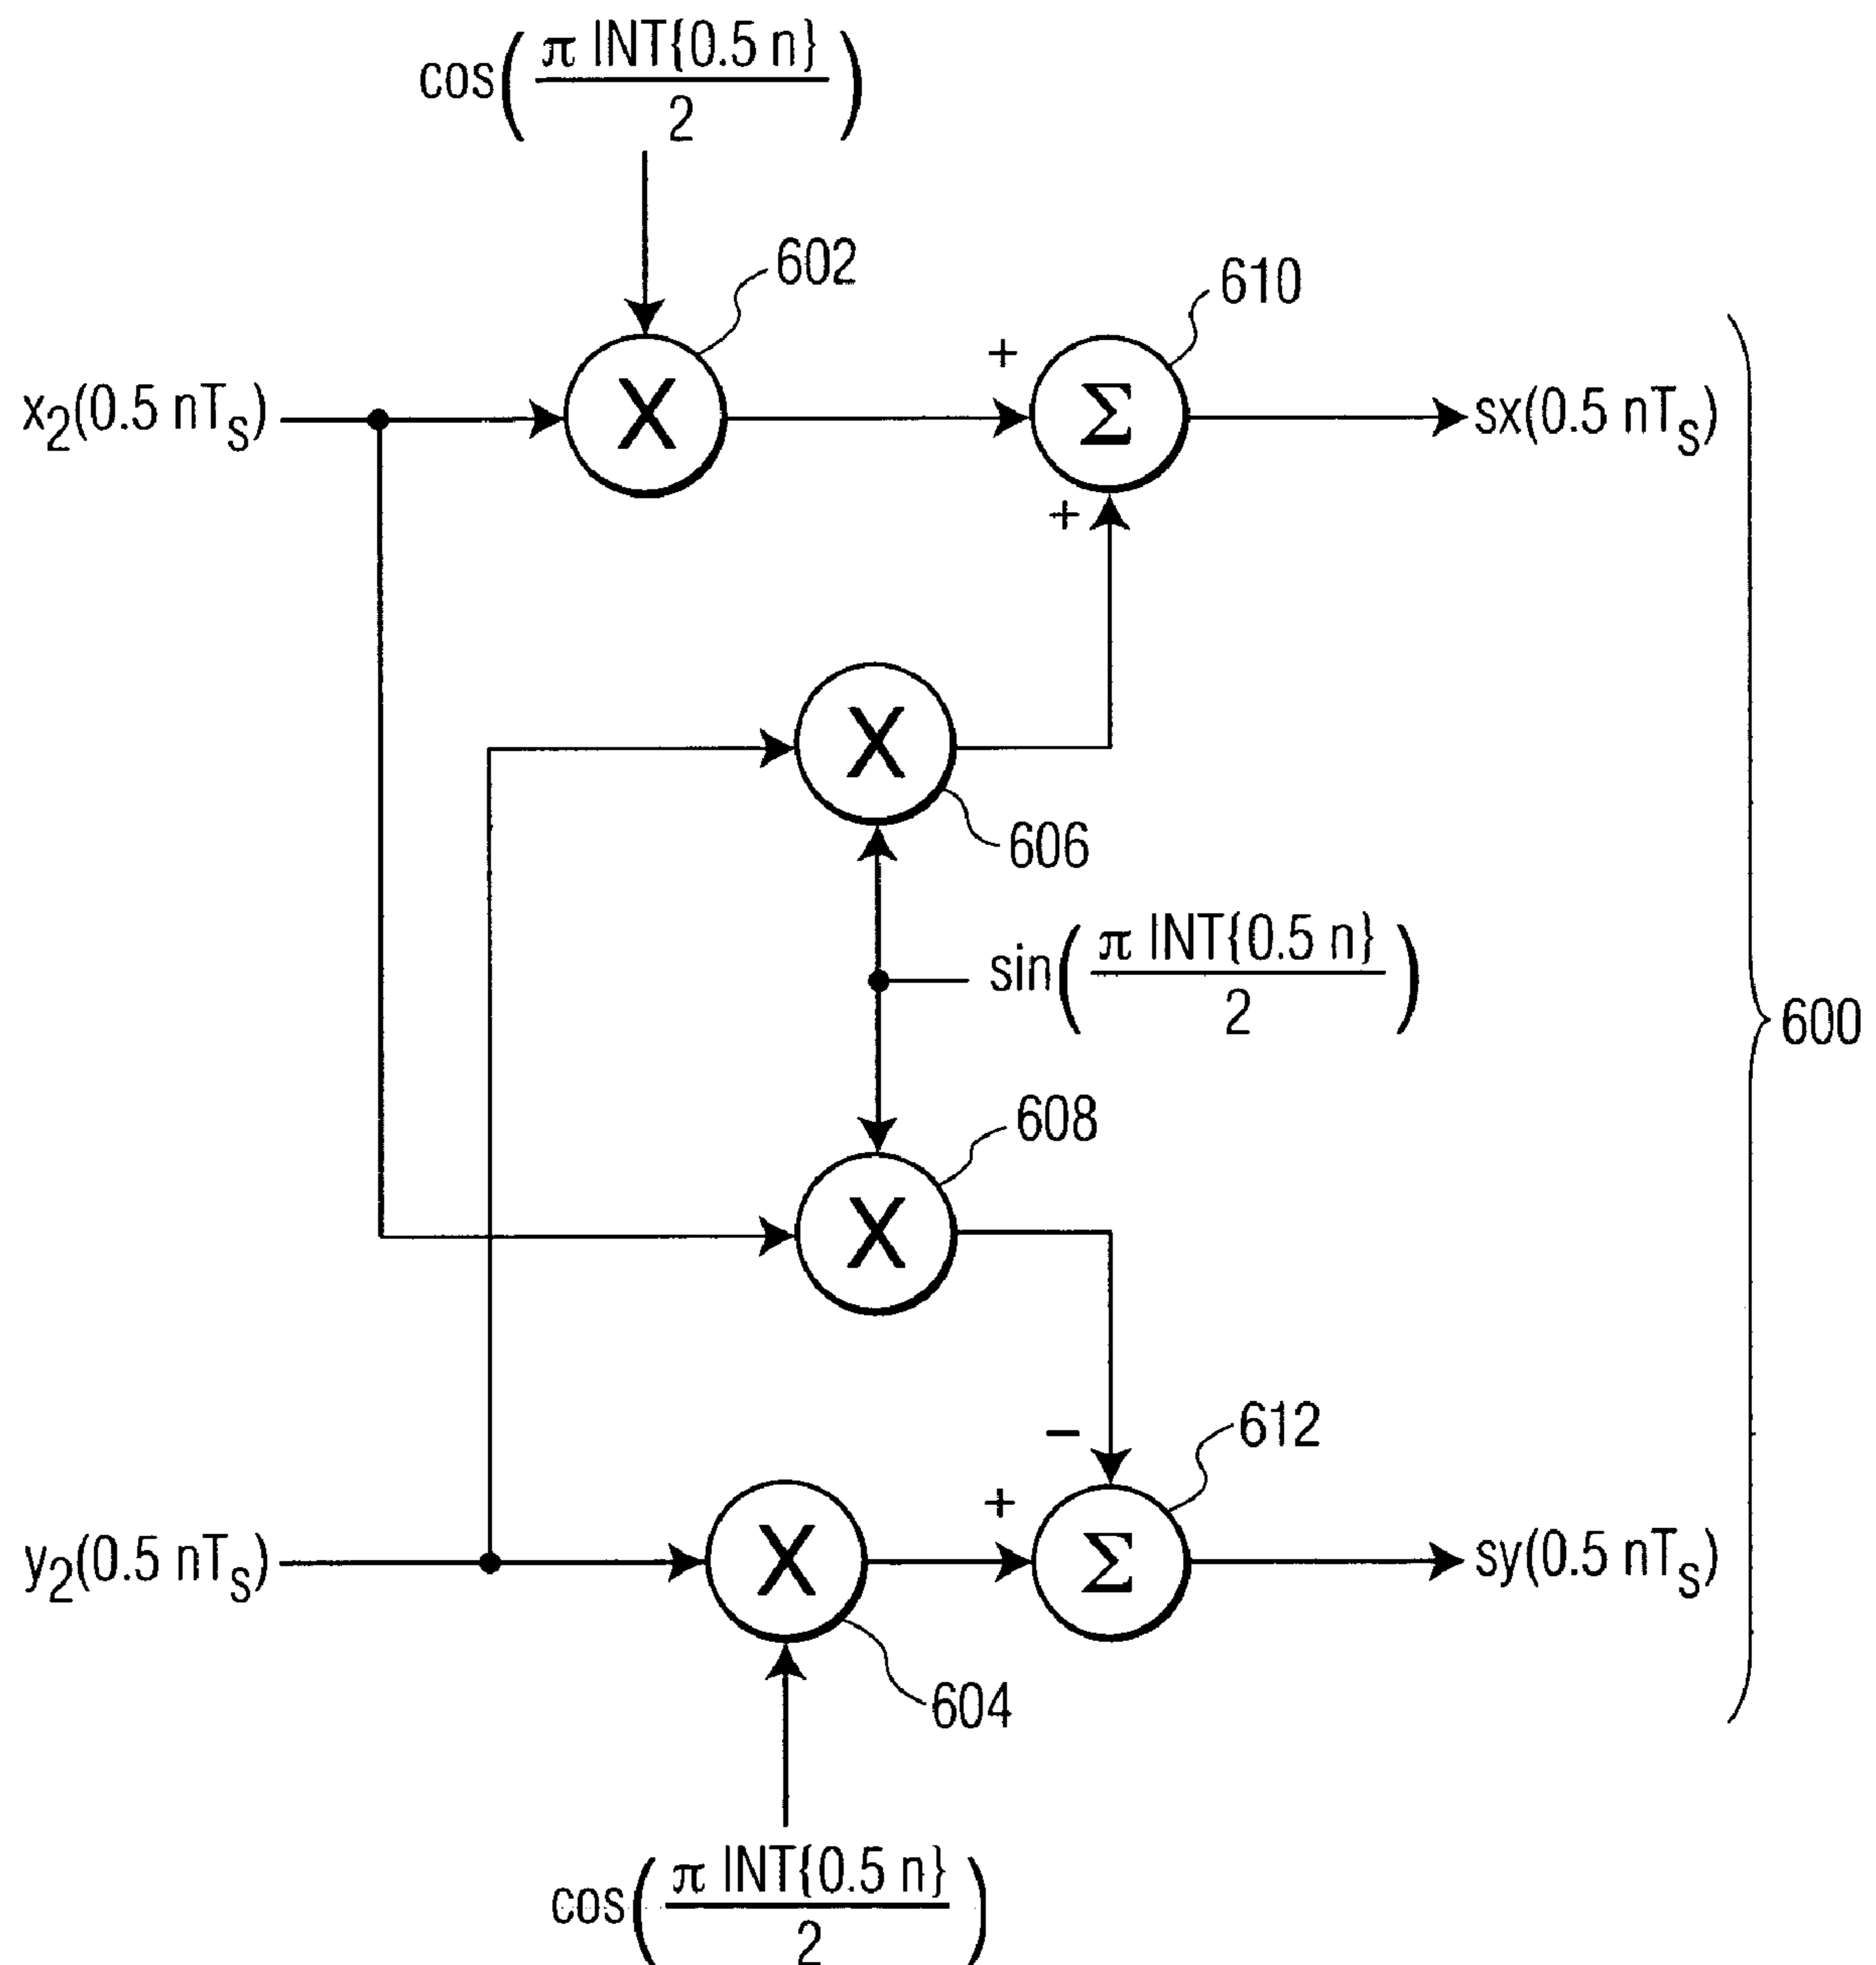 cos(π INT{0.5 n}/2)
602
610
x₂(0.5 nTₛ)
X
+
Σ
sx(0.5 nTₛ)
+
X
606
sin(π INT{0.5 n}/2)
600
608
X
612
−
+
y₂(0.5 nTₛ)
X
Σ
sy(0.5 nTₛ)
604
cos(π INT{0.5 n}/2)